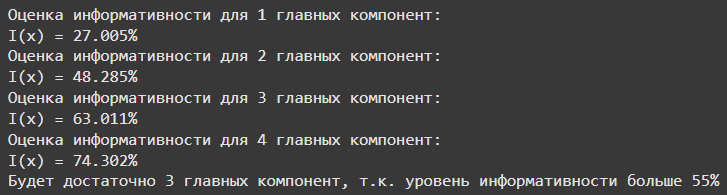 Оценка информативности для 1 главных компонент:
I(x) = 27.005%
Оценка информативности для 2 главных компонент:
I(x) = 48.285%
Оценка информативности для 3 главных компонент:
I(x) = 63.011%
Оценка информативности для 4 главных компонент:
I(x) = 74.302%
Будет достаточно 3 главных компонент, т.к. уровень информативности больше 55%